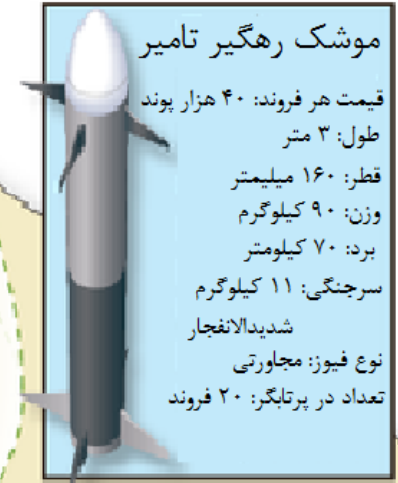 موشک رهگیر تامیر
قیمت هر فروند: ۴۰ هزار پوند
طول: ۳ متر
قطر: ۱۶۰ میلیمتر
وزن: ۹۰ کیلوگرم
برد: ۷۰ کیلومتر
سرجنگی: ۱۱ کیلوگرم
شدیدالانفجار
نوع فیوز: مجاورتی
تعداد در پرتابگر: ۲۰ فروند